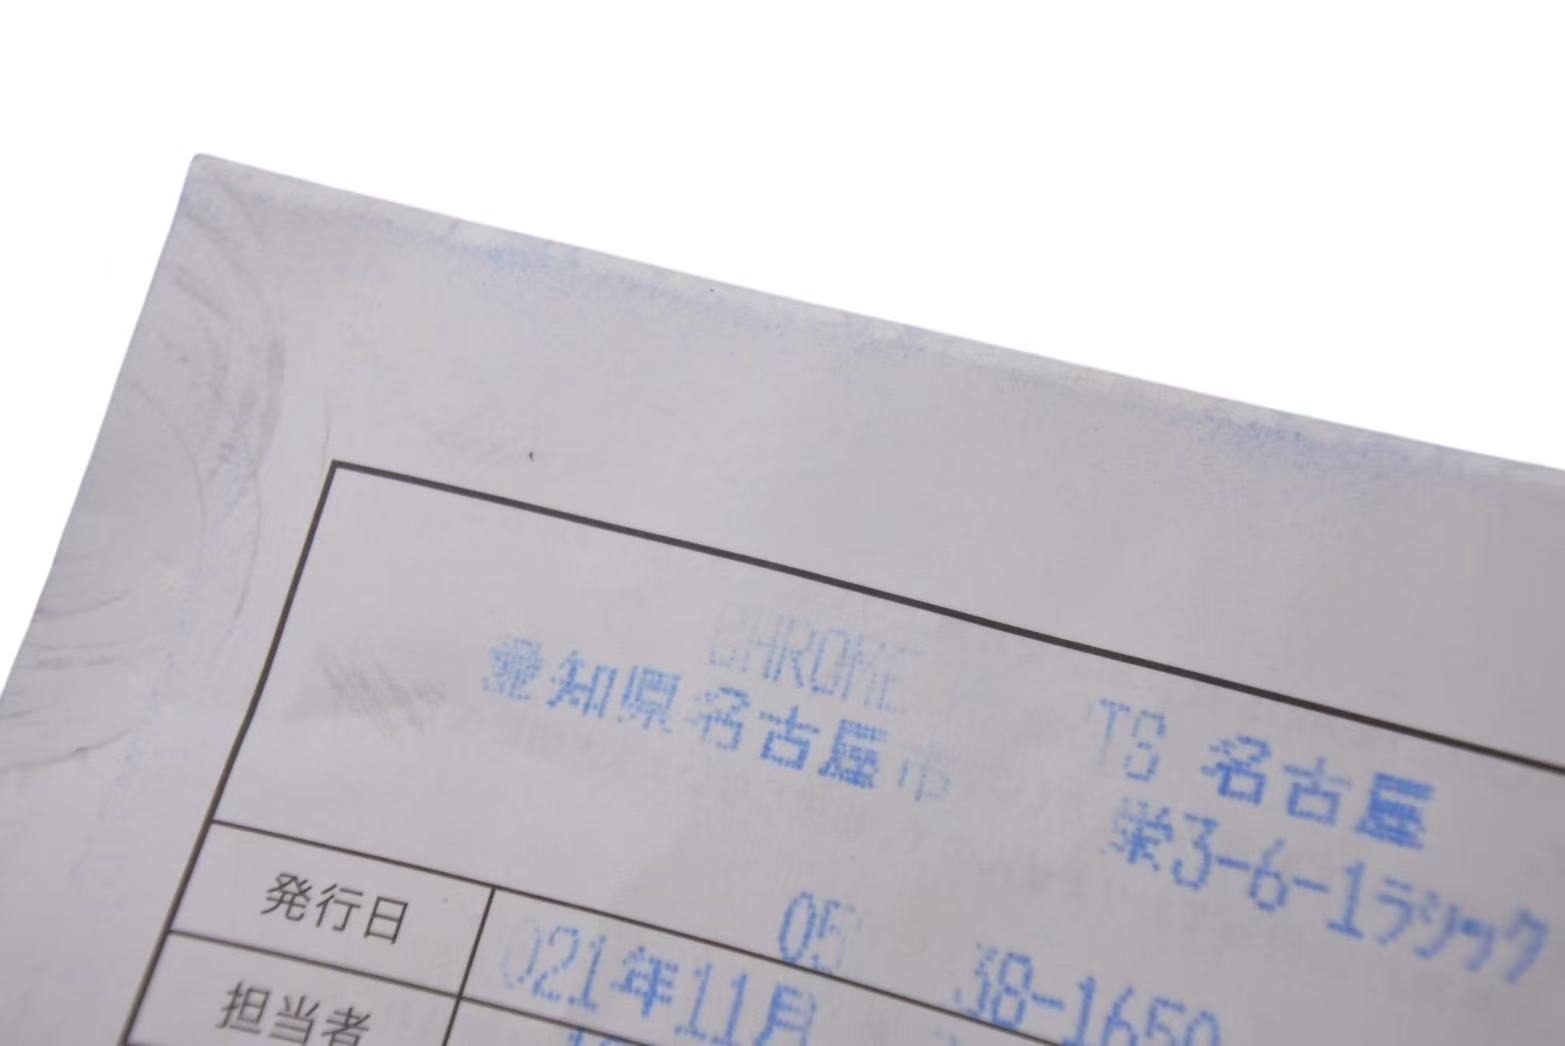 CHROME TS 名古屋
愛知県名古屋市 栄3-6-1ラシック
05 38-1650
発行日 021年11月
担当者